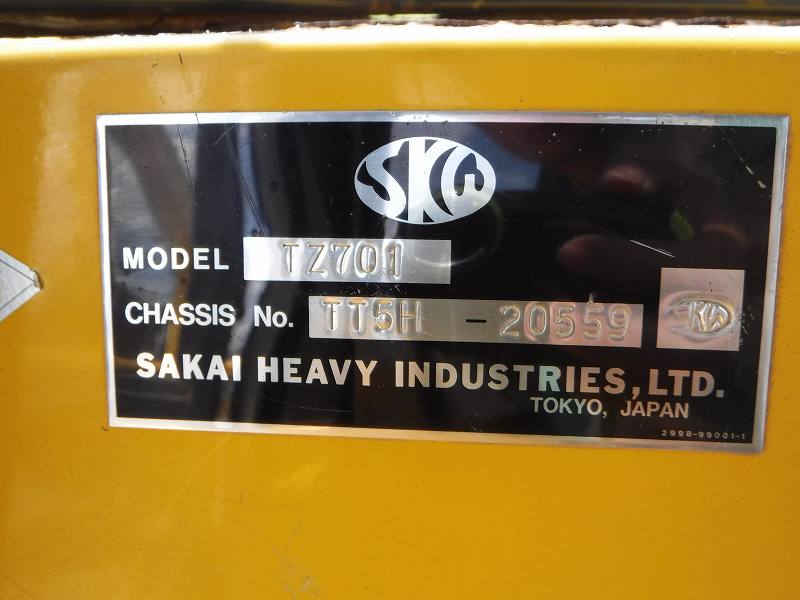 SKW
MODEL TZ701
CHASSIS No. TT5H - 20559
SKW
SAKAI HEAVY INDUSTRIES, LTD.
TOKYO, JAPAN
2998-99001-1